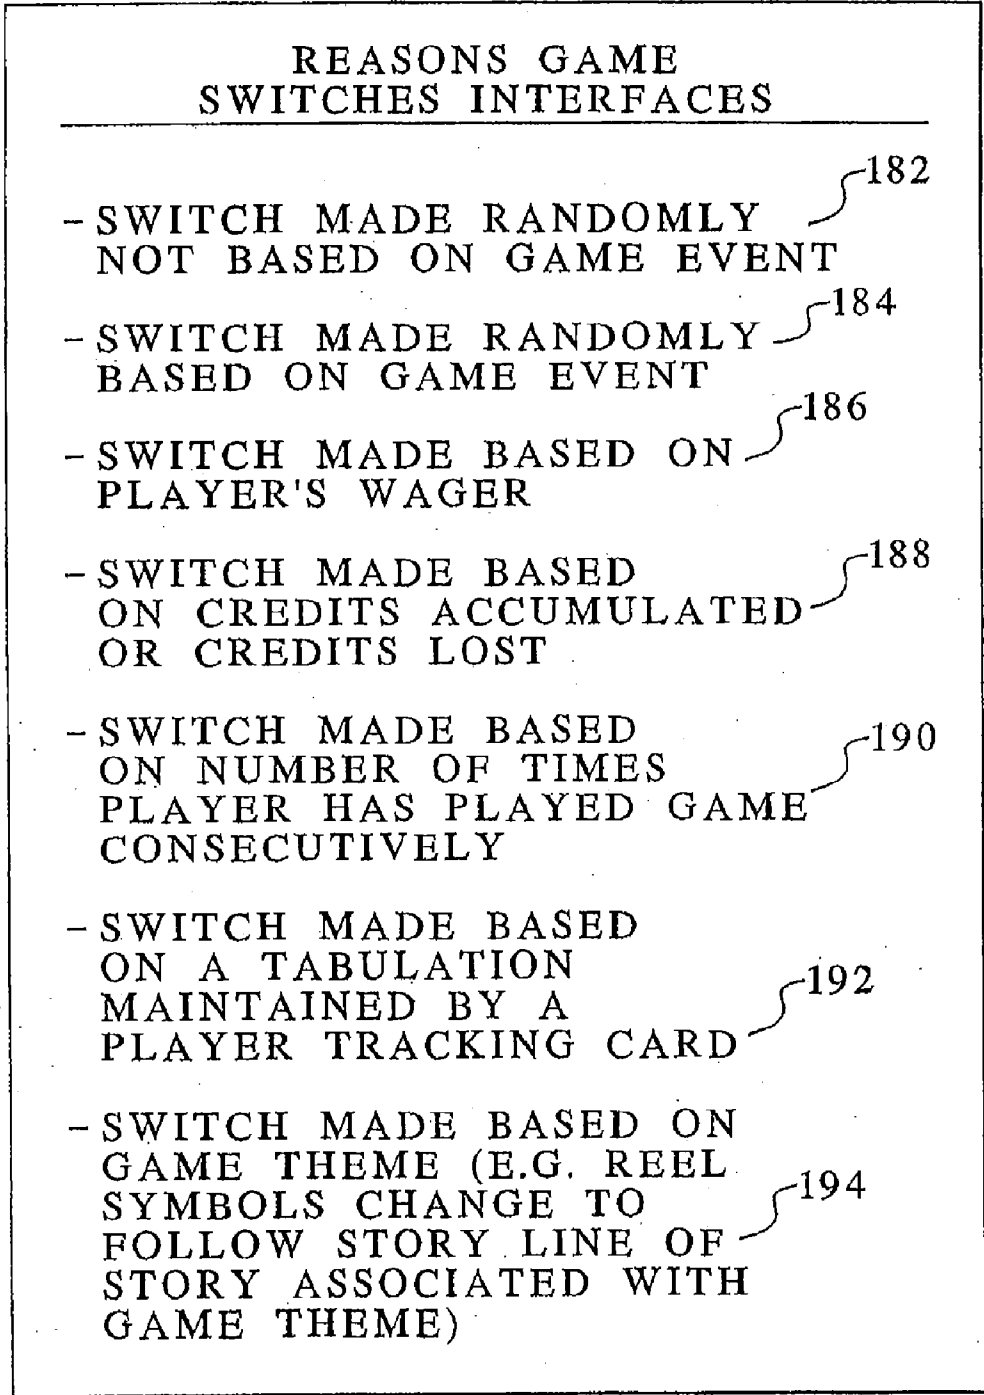 REASONS GAME
SWITCHES INTERFACES
182
- SWITCH MADE RANDOMLY
NOT BASED ON GAME EVENT
184
- SWITCH MADE RANDOMLY
BASED ON GAME EVENT
186
- SWITCH MADE BASED ON
PLAYER'S WAGER
188
- SWITCH MADE BASED
ON CREDITS ACCUMULATED
OR CREDITS LOST
190
- SWITCH MADE BASED
ON NUMBER OF TIMES
PLAYER HAS PLAYED GAME
CONSECUTIVELY
192
- SWITCH MADE BASED
ON A TABULATION
MAINTAINED BY A
PLAYER TRACKING CARD
194
- SWITCH MADE BASED ON
GAME THEME (E.G. REEL
SYMBOLS CHANGE TO
FOLLOW STORY LINE OF
STORY ASSOCIATED WITH
GAME THEME)